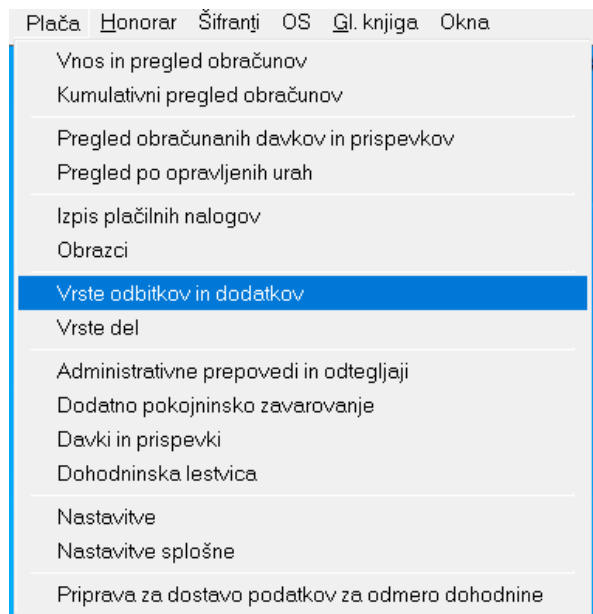 Plača Honorar Šifranti OS Gl. knjiga Okna
Vnos in pregled obračunov
Kumulativni pregled obračunov
Pregled obračunanih davkov in prispevkov
Pregled po opravljenih urah
Izpis plačilnih nalogov
Obrazci
Vrste odbitkov in dodatkov
Vrste del
Administrativne prepovedi in odtegljaji
Dodatno pokojninsko zavarovanje
Davki in prispevki
Dohodninska lestvica
Nastavitve
Nastavitve splošne
Priprava za dostavo podatkov za odmero dohodnine